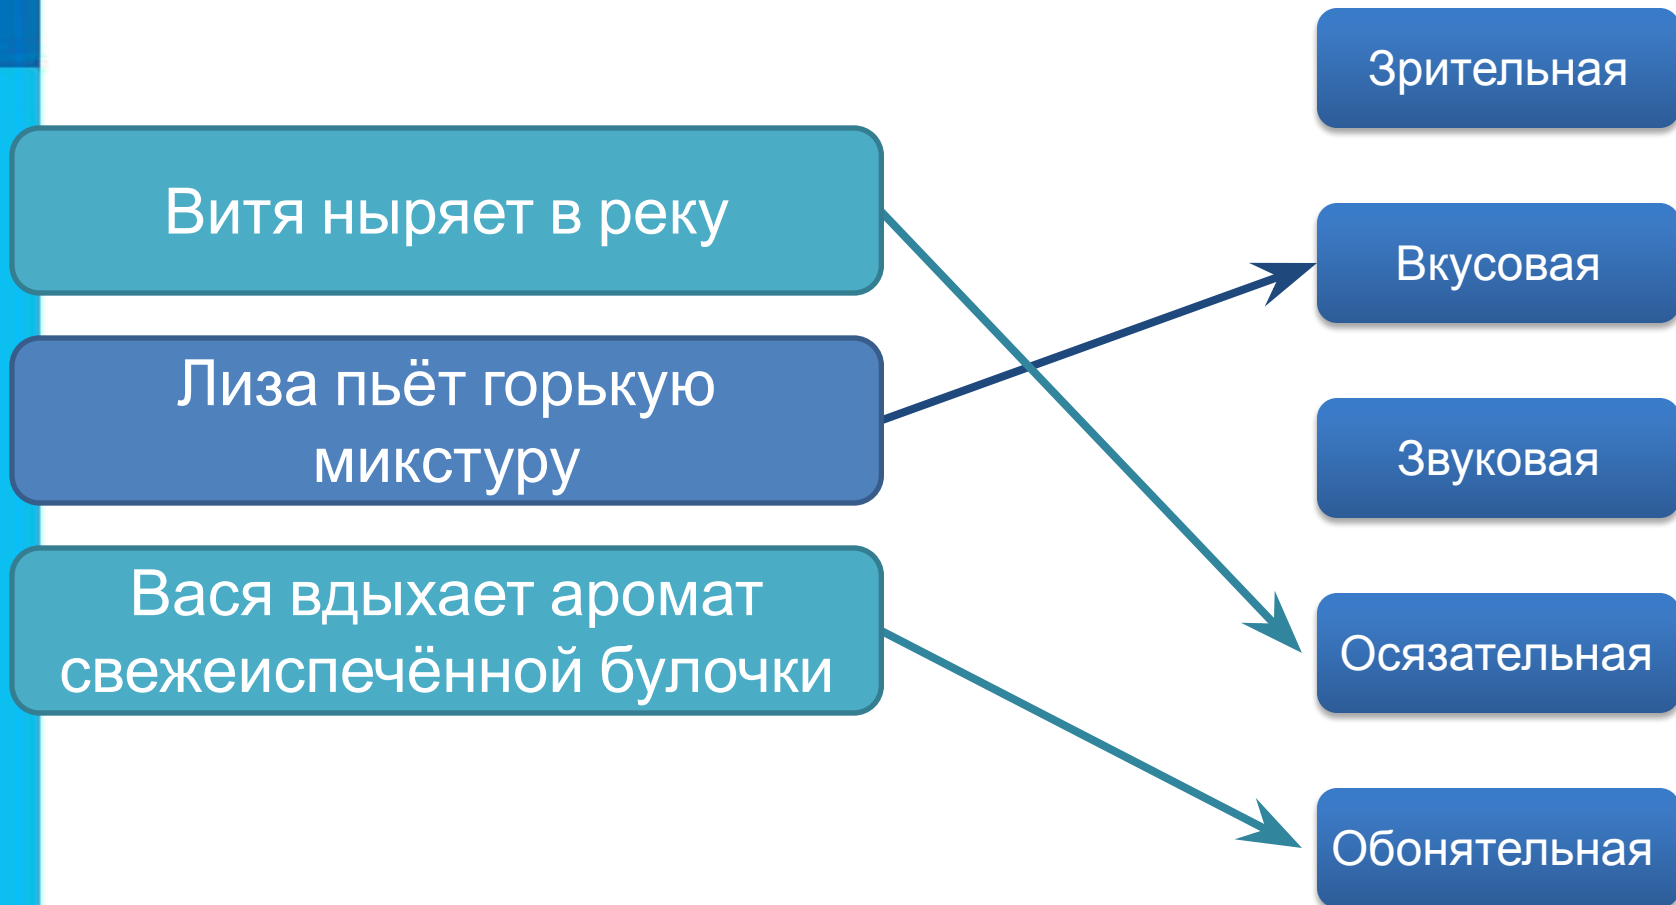 Зрительная
Витя ныряет в реку
Вкусовая
Лиза пьёт горькую
микстуру
Звуковая
Вася вдыхает аромат
свежеиспечённой булочки
Осязательная
Обонятельная